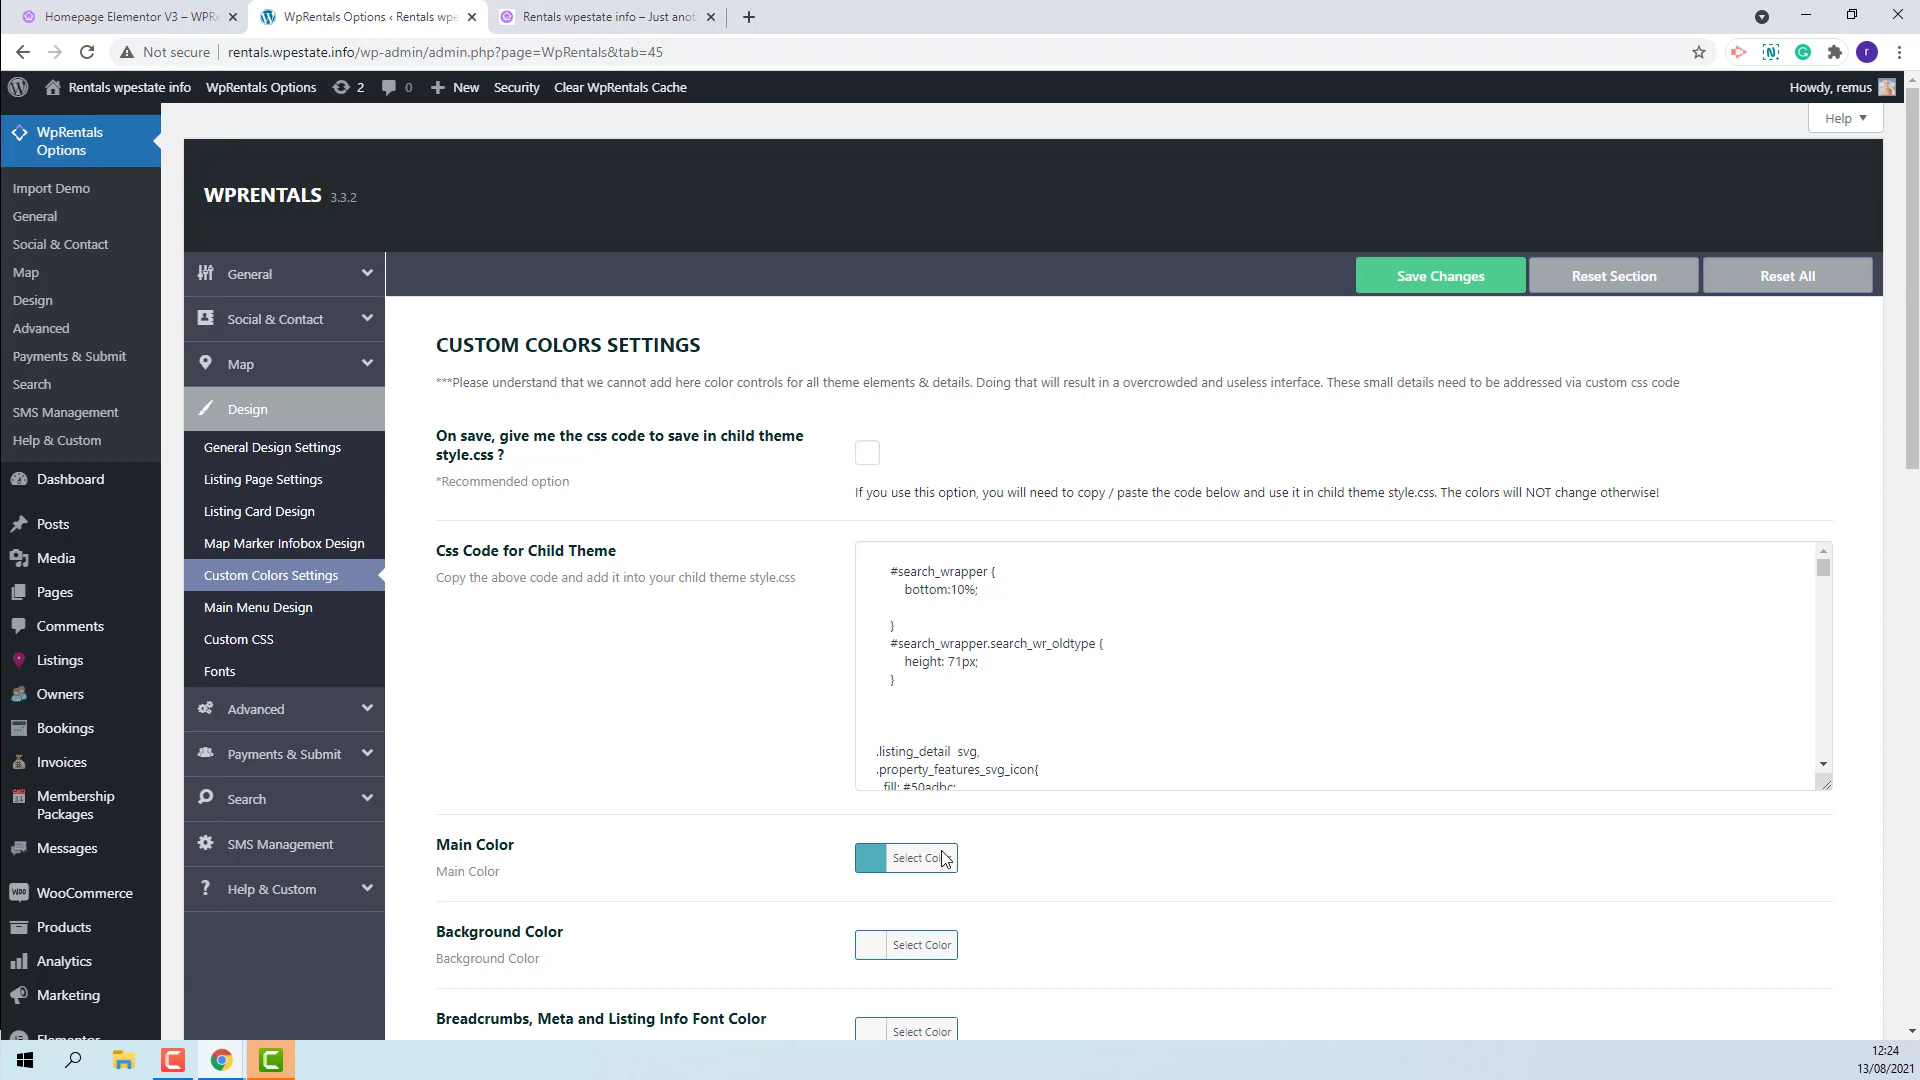 Homepage Elementor V3 – WPRe
WpRentals Options ‹ Rentals wpe
Rentals wpestate info – Just anot
Not secure
rentals.wpestate.info/wp-admin/admin.php?page=WpRentals&tab=45
r
Rentals wpestate info
WpRentals Options
2
0
New
Security
Clear WpRentals Cache
Howdy, remus
Help
WpRentals
Options
Import Demo
General
Social & Contact
Map
Design
Advanced
Payments & Submit
Search
SMS Management
Help & Custom
Dashboard
Posts
Media
Pages
Comments
Listings
Owners
Bookings
Invoices
Membership
Packages
Messages
WooCommerce
Products
Analytics
Marketing
Elementor
WPRENTALS 3.3.2
General
Social & Contact
Map
Design
General Design Settings
Listing Page Settings
Listing Card Design
Map Marker Infobox Design
Custom Colors Settings
Main Menu Design
Custom CSS
Fonts
Advanced
Payments & Submit
Search
SMS Management
Help & Custom
Save Changes
Reset Section
Reset All
CUSTOM COLORS SETTINGS
***Please understand that we cannot add here color controls for all theme elements & details. Doing that will result in a overcrowded and useless interface. These small details need to be addressed via custom css code
On save, give me the css code to save in child theme
style.css ?
*Recommended option
If you use this option, you will need to copy / paste the code below and use it in child theme style.css. The colors will NOT change otherwise!
Css Code for Child Theme
Copy the above code and add it into your child theme style.css
#search_wrapper {
bottom:10%;
}
#search_wrapper.search_wr_oldtype {
height: 71px;
}
.listing_detail svg,
.property_features_svg_icon{
fill: #50adbc;
Main Color
Main Color
Select Color
Background Color
Background Color
Select Color
Breadcrumbs, Meta and Listing Info Font Color
Select Color
12:24
13/08/2021